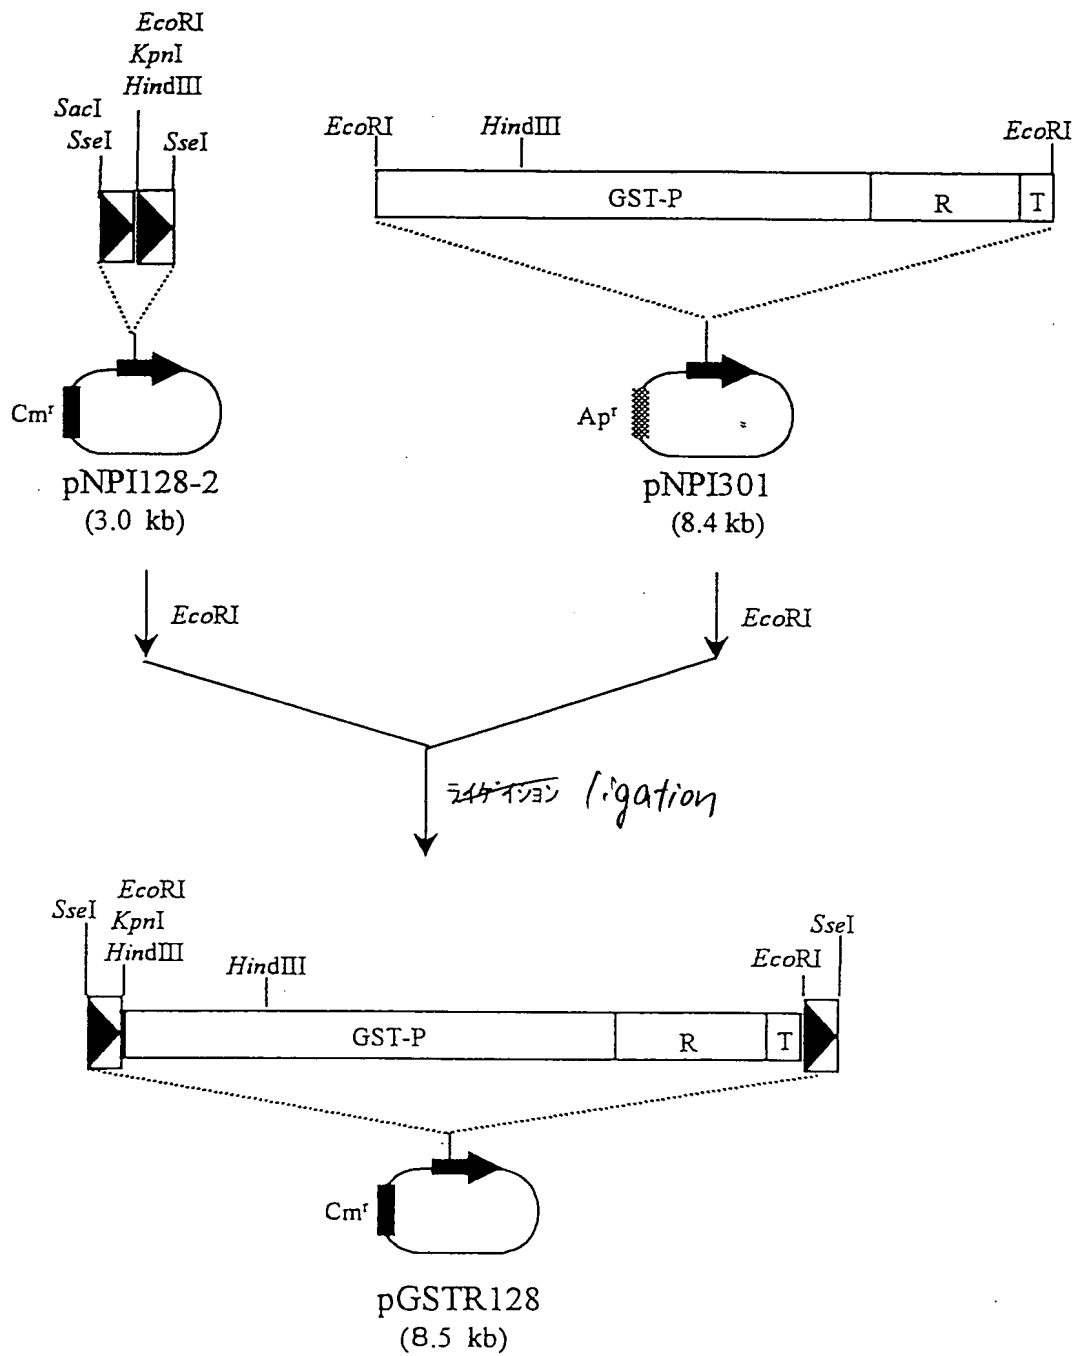 EcoRI
KpnI
HindIII
SacI
SseI
SseI
EcoRI
HindIII
EcoRI
GST-P
R
T
Cmʳ
Apʳ
pNPI128-2
(3.0 kb)
pNPI301
(8.4 kb)
EcoRI
EcoRI
ライゲイション ligation
SseI
EcoRI
KpnI
HindIII
HindIII
EcoRI
SseI
GST-P
R
T
Cmʳ
pGSTR128
(8.5 kb)